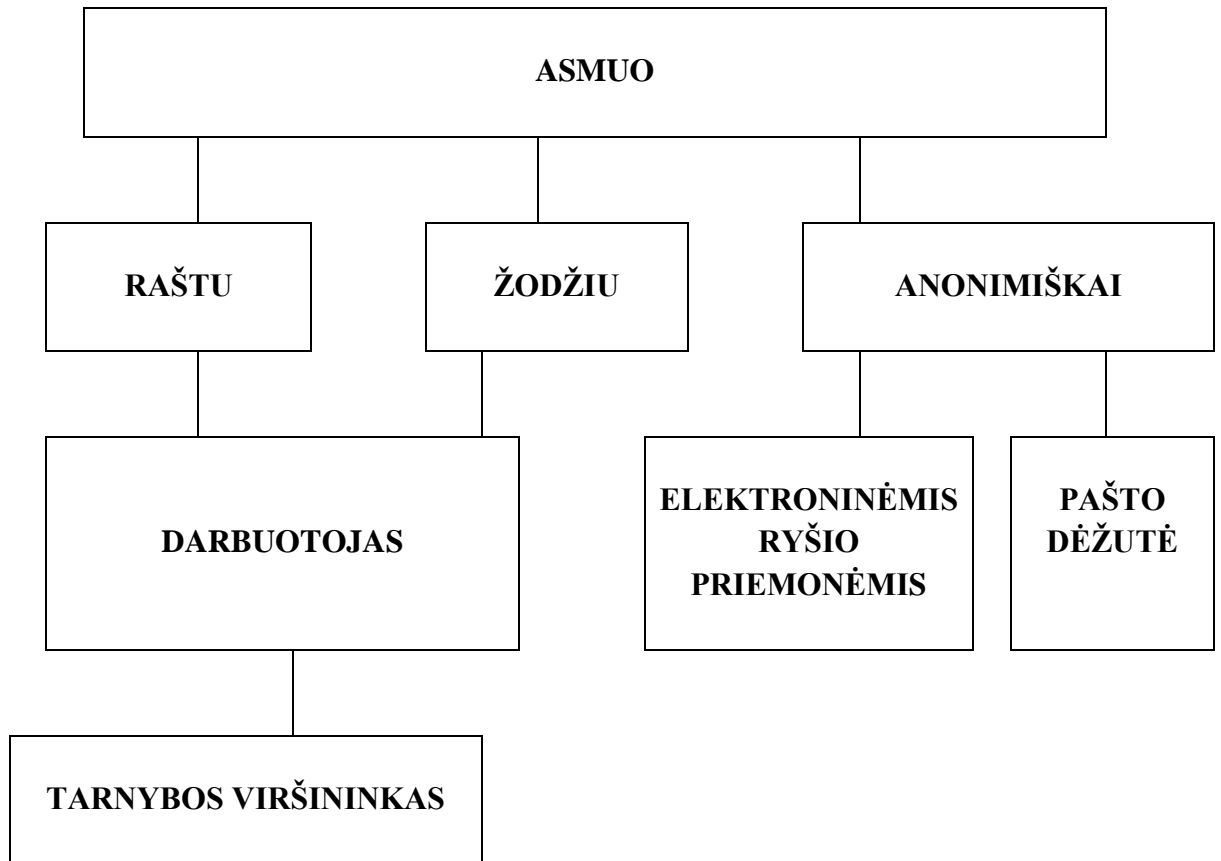 ASMUO
RAŠTU
ŽODŽIU
ANONIMIŠKAI
DARBUOTOJAS
ELEKTRONINĖMIS
RYŠIO
PRIEMONĖMIS
PAŠTO
DĖŽUTĖ
TARNYBOS VIRŠININKAS